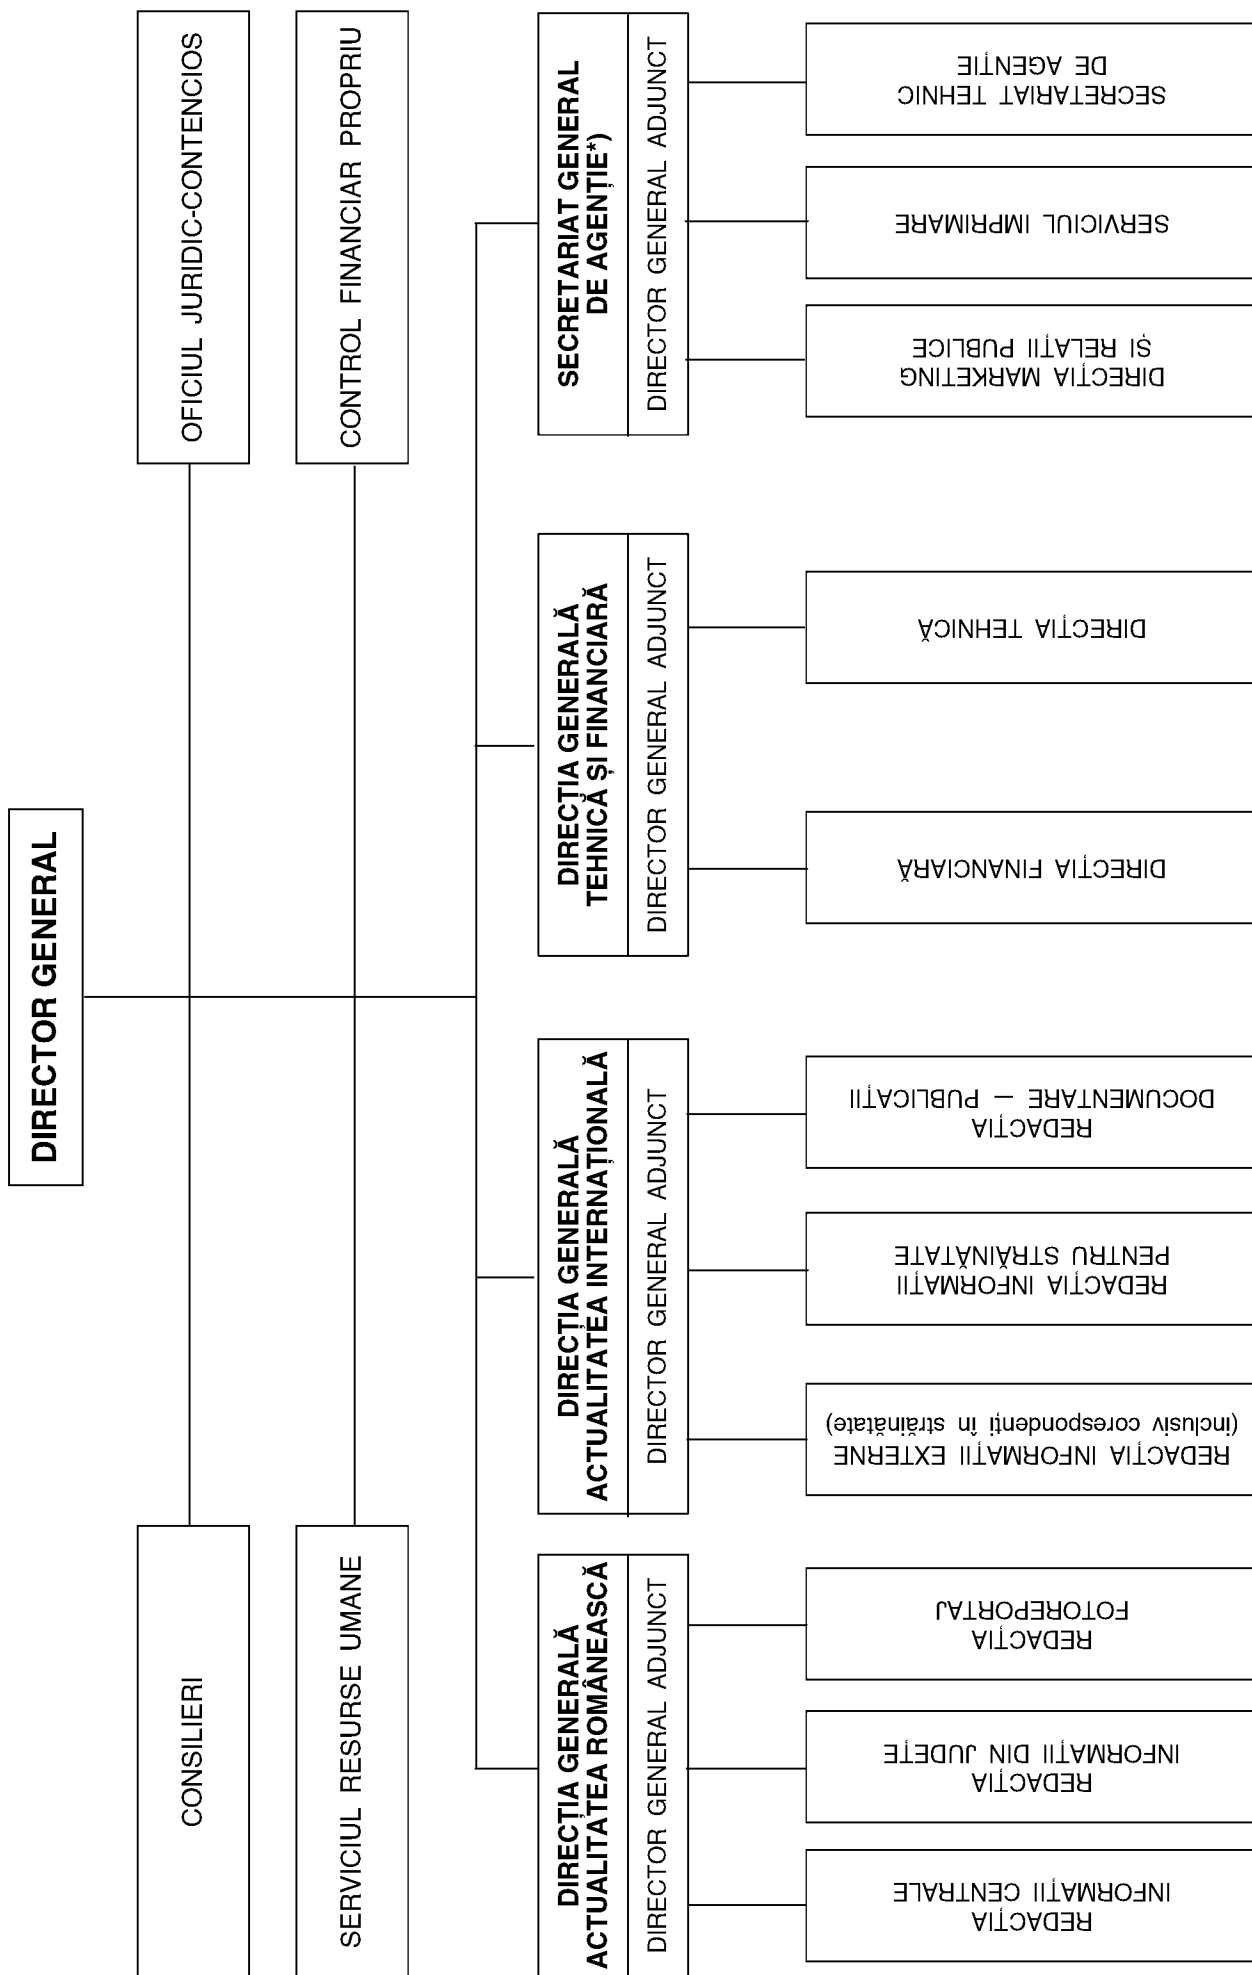 DIRECTOR GENERAL
CONSILIERI
OFICIUL JURIDIC-CONTENCIOS
SERVICIUL RESURSE UMANE
CONTROL FINANCIAR PROPRIU
DIRECȚIA GENERALĂ
ACTUALITATEA ROMÂNEASCĂ
DIRECTOR GENERAL ADJUNCT
DIRECȚIA GENERALĂ
ACTUALITATEA INTERNAȚIONALĂ
DIRECTOR GENERAL ADJUNCT
DIRECȚIA GENERALĂ
TEHNICĂ ȘI FINANCIARĂ
DIRECTOR GENERAL ADJUNCT
SECRETARIAT GENERAL
DE AGENȚIE*)
DIRECTOR GENERAL ADJUNCT
REDACȚIA
INFORMAȚII CENTRALE
REDACȚIA
INFORMAȚII DIN JUDEȚE
REDACȚIA
FOTOREPORTAJ
REDACȚIA INFORMAȚII EXTERNE
(inclusiv corespondenți în străinătate)
REDACȚIA INFORMAȚII
PENTRU STRĂINĂTATE
REDACȚIA
DOCUMENTARE — PUBLICAȚII
DIRECȚIA FINANCIARĂ
DIRECȚIA TEHNICĂ
DIRECȚIA MARKETING
ȘI RELAȚII PUBLICE
SERVICIUL IMPRIMARE
SECRETARIAT TEHNIC
DE AGENȚIE